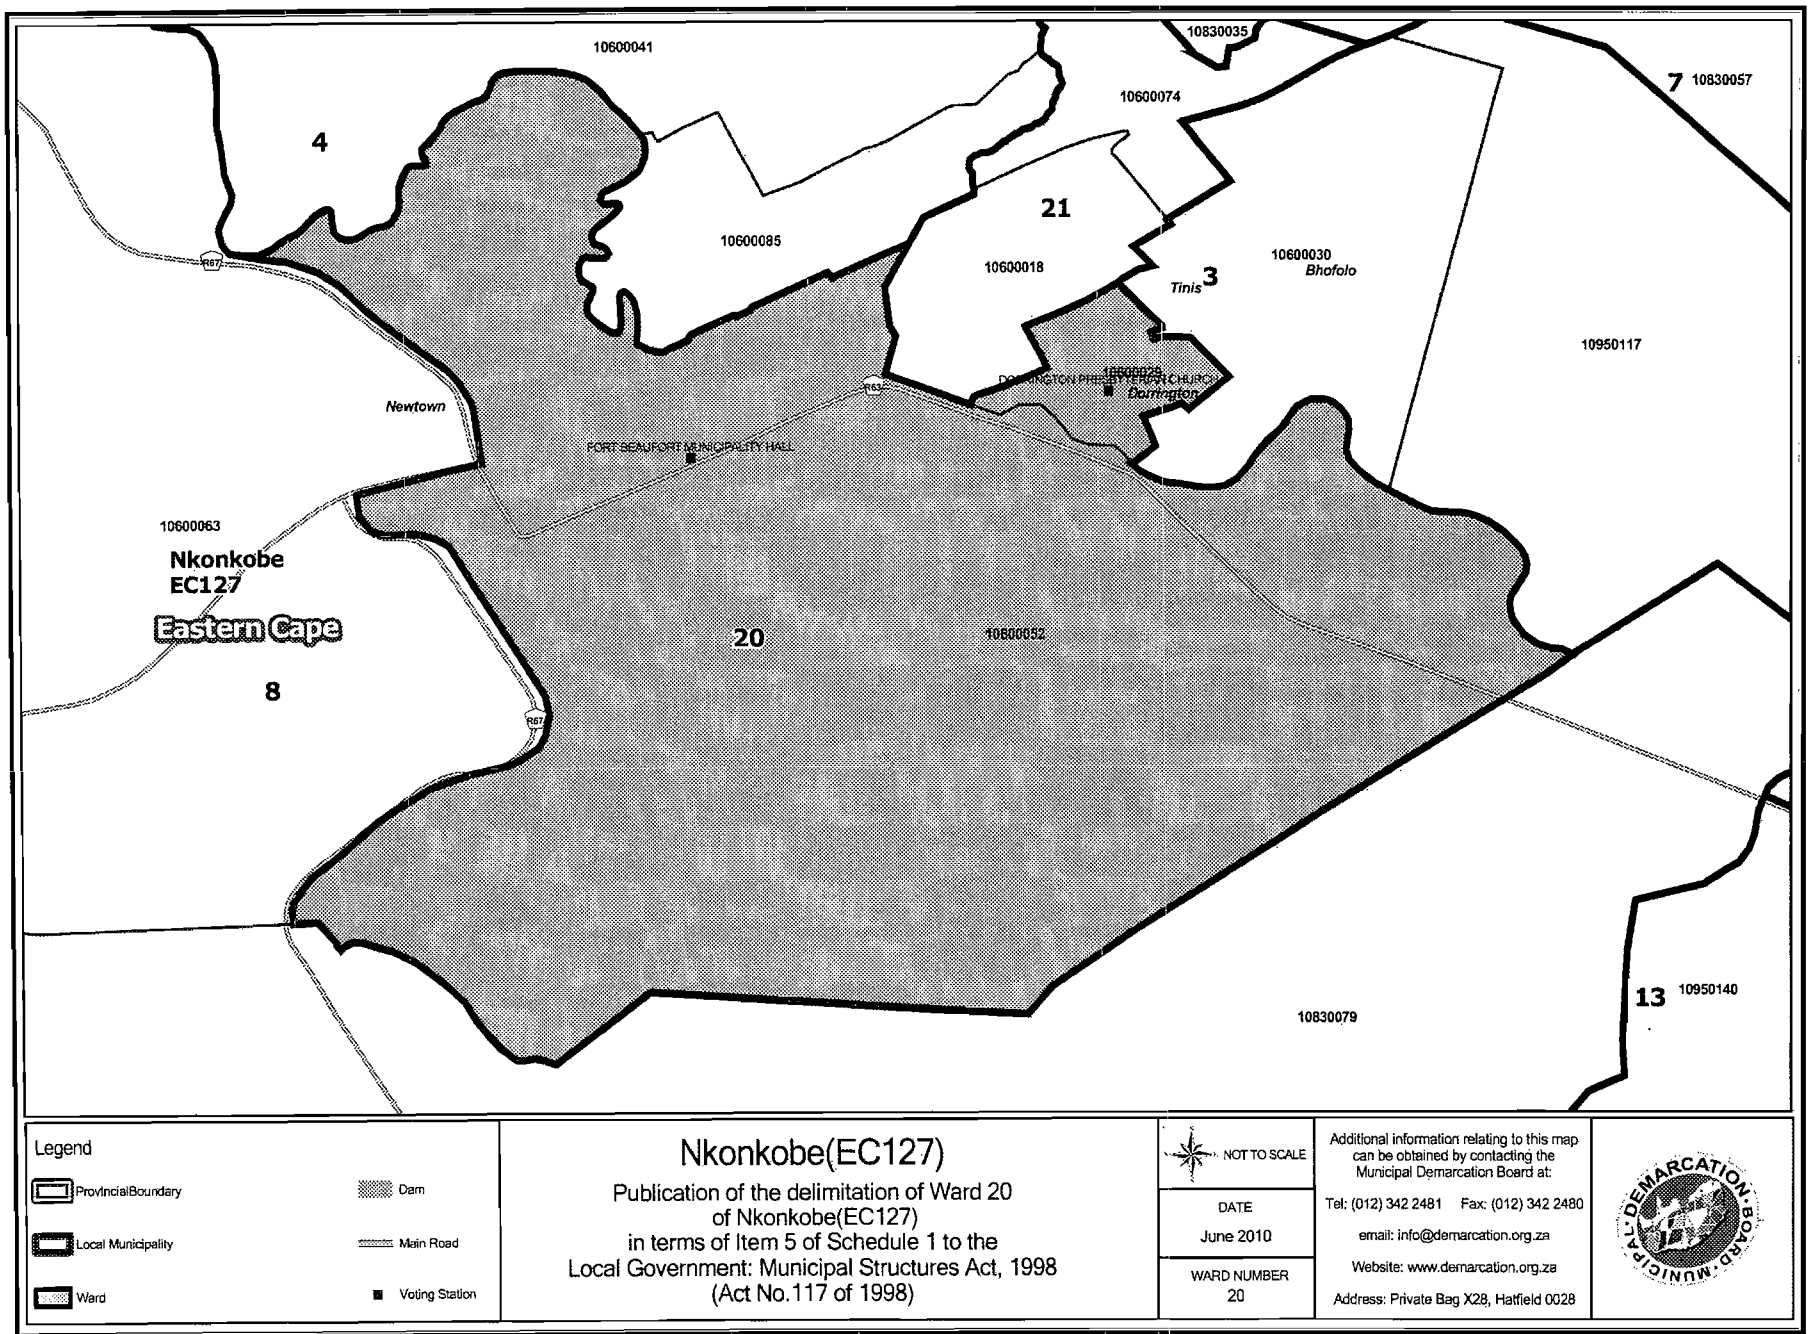 10600041
10830035
7 10830057
10600074
4
21
10600085
10600018
10600030
Bhofolo
Tinis 3
R67
10950117
10600029
DORRINGTON PRESBYTERIAN CHURCH
Dorrington
R63
Newtown
FORT BEAUFORT MUNICIPALITY HALL
10600063
Nkonkobe
EC127
Eastern Cape
20
10600052
8
R67
13 10950140
10830079
Legend
ProvincialBoundary
Dam
Local Municipality
Main Road
Ward
Voting Station
Nkonkobe(EC127)
Publication of the delimitation of Ward 20
of Nkonkobe(EC127)
in terms of Item 5 of Schedule 1 to the
Local Government: Municipal Structures Act, 1998
(Act No.117 of 1998)
NOT TO SCALE
DATE
June 2010
WARD NUMBER
20
Additional information relating to this map
can be obtained by contacting the
Municipal Demarcation Board at:
Tel: (012) 342 2481 Fax: (012) 342 2480
email: info@demarcation.org.za
Website: www.demarcation.org.za
Address: Private Bag X28, Hatfield 0028
MUNICIPAL DEMARCATION BOARD